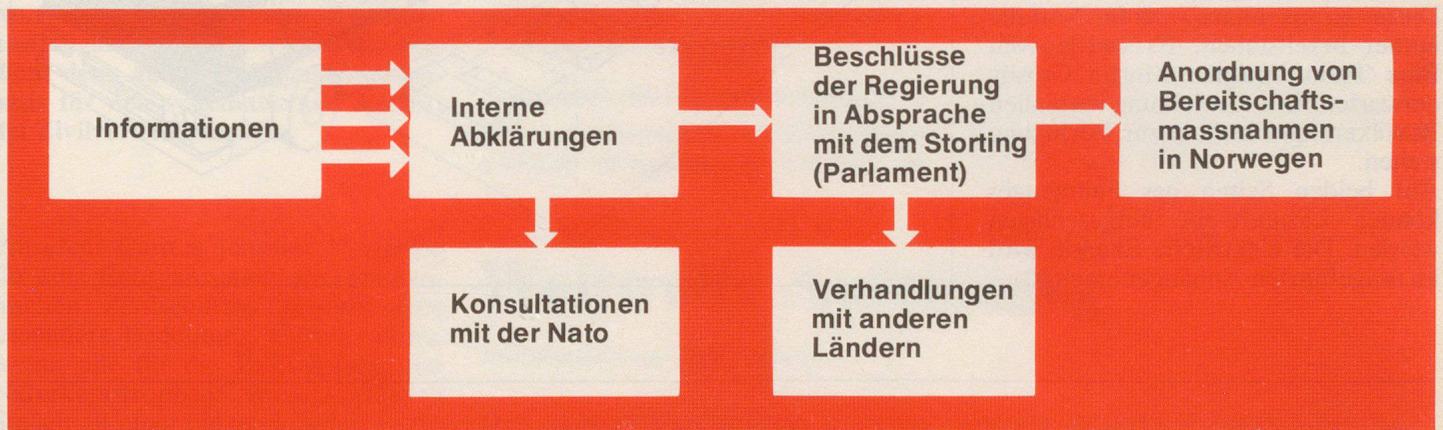 Informationen
Interne
Abklärungen
Beschlüsse
der Regierung
in Absprache
mit dem Storting
(Parlament)
Anordnung von
Bereitschafts-
massnahmen
in Norwegen
Konsultationen
mit der Nato
Verhandlungen
mit anderen
Ländern